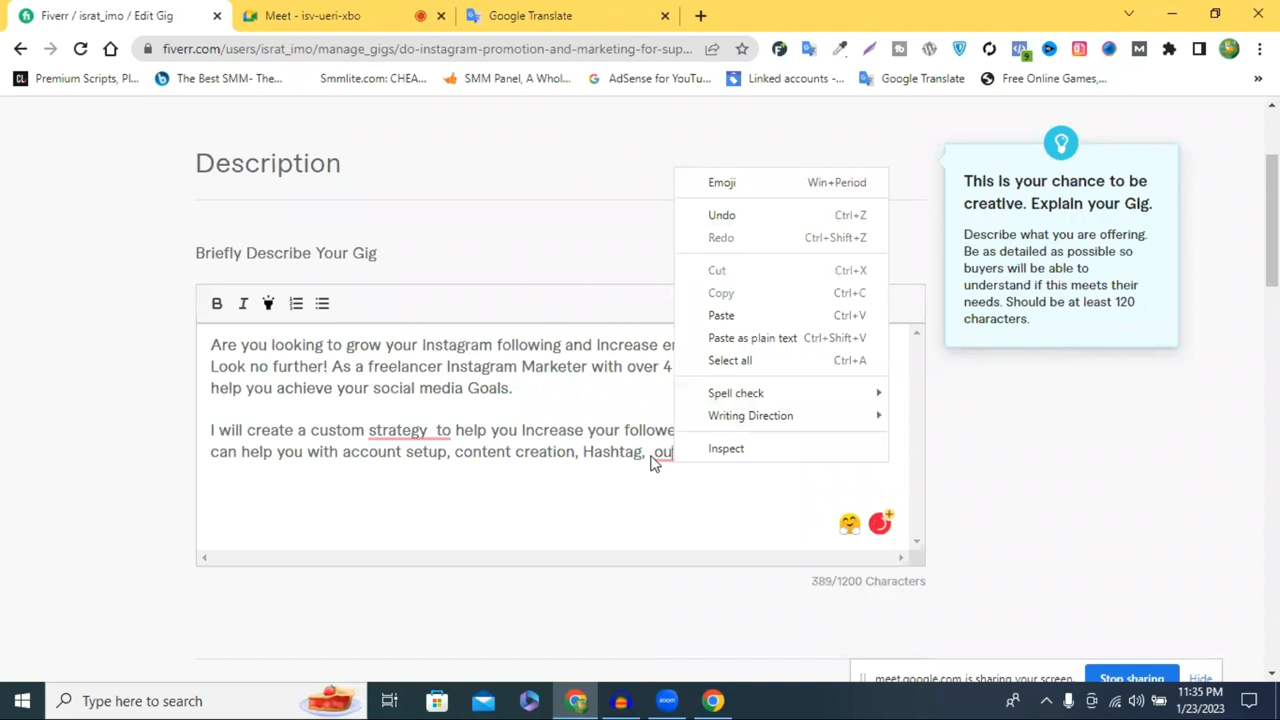 Fiverr / israt_imo / Edit Gig
Meet - isv-ueri-xbo
Google Translate
fiverr.com/users/israt_imo/manage_gigs/do-instagram-promotion-and-marketing-for-sup...
Premium Scripts, Pl...
The Best SMM- The...
Smmlite.com: CHEA...
SMM Panel, A Whol...
AdSense for YouTu...
Linked accounts -...
Google Translate
Free Online Games,...
Description
Briefly Describe Your Gig
Are you looking to grow your Instagram following and Increase
Look no further! As a freelancer Instagram Marketer with over 4
help you achieve your social media Goals.
I will create a custom strategy to help you Increase your
can help you with account setup, content creation, Hashtag,
389/1200 Characters
Emoji Win+Period
Undo Ctrl+Z
Redo Ctrl+Shift+Z
Cut Ctrl+X
Copy Ctrl+C
Paste Ctrl+V
Paste as plain text Ctrl+Shift+V
Select all Ctrl+A
Spell check
Writing Direction
Inspect
This is your chance to be
creative. Explain your Gig.
Describe what you are offering.
Be as detailed as possible so
buyers will be able to
understand if this meets their
needs. Should be at least 120
characters.
meet.google.com is sharing your screen.
Stop sharing
Hide
Type here to search
11:35 PM
1/23/2023